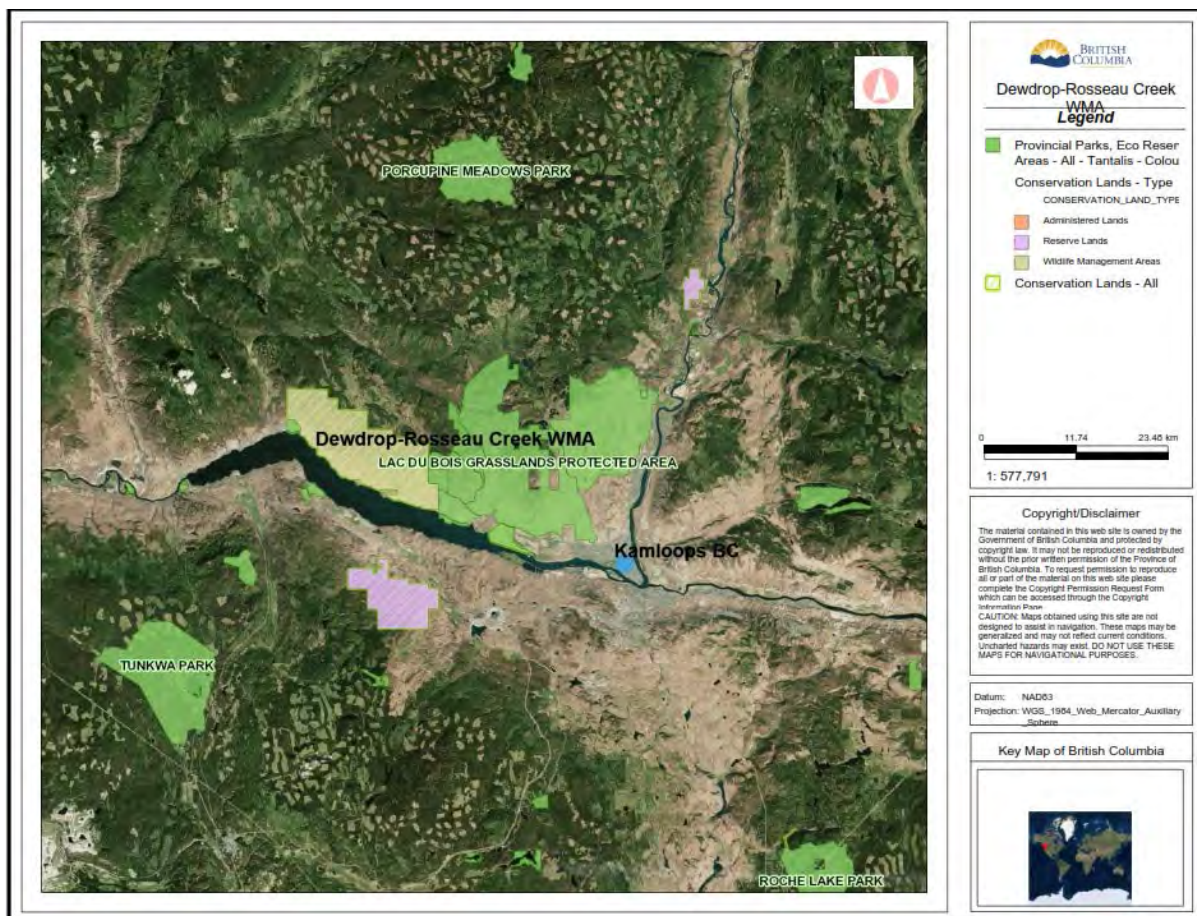 PORCUPINE MEADOWS PARK
Dewdrop-Rosseau Creek WMA
LAC DU BOIS GRASSLANDS PROTECTED AREA
Kamloops BC
TUNKWA PARK
ROCHE LAKE PARK
BRITISH
COLUMBIA
Dewdrop-Rosseau Creek
WMA
Legend
Provincial Parks, Eco Reser
Areas - All - Tantalis - Colou
Conservation Lands - Type
CONSERVATION_LAND_TYPE
Administered Lands
Reserve Lands
Wildlife Management Areas
Conservation Lands - All
0 11.74 23.46 km
1: 577,791
Copyright/Disclaimer
The material contained in this web site is owned by the
Government of British Columbia and protected by
copyright law. It may not be reproduced or redistributed
without the prior written permission of the Province of
British Columbia. To request permission to reproduce
all or part of the material on this web site please
complete the Copyright Permission Request Form
which can be accessed through the Copyright
Information Page
CAUTION: Maps obtained using this site are not
designed to assist in navigation. These maps may be
generalized and may not reflect current conditions.
Uncharted hazards may exist. DO NOT USE THESE
MAPS FOR NAVIGATIONAL PURPOSES.
Datum: NAD83
Projection: WGS_1984_Web_Mercator_Auxiliary
_Sphere
Key Map of British Columbia